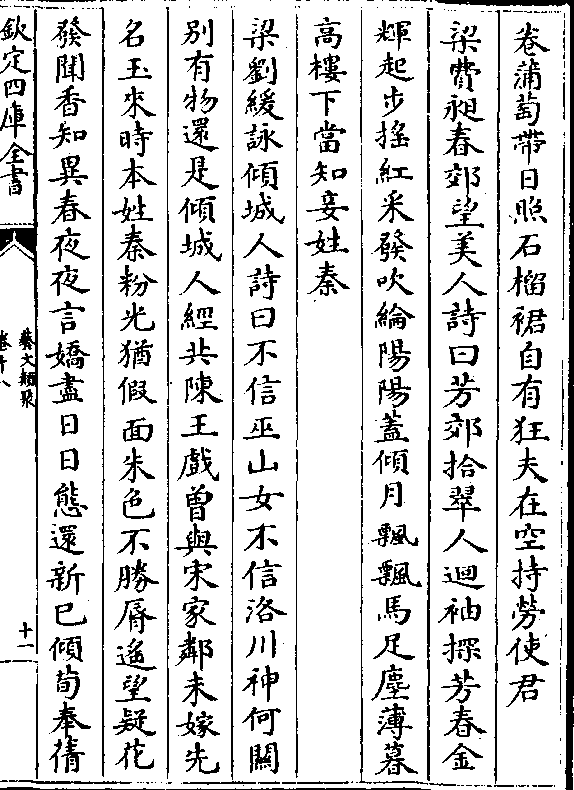 卷蒲萄帶日照石榴裙自有狂夫在空持勞使君
梁費昶春郊望美人詩曰芳郊拾翠人迴袖掞芳春金
輝起步搖紅采發吹綸陽陽蓋傾月飄飄馬足塵薄暮
高樓下當知妾姓秦
梁劉緩詠傾城人詩曰不信巫山女不信洛川神何關
別有物還是傾城人經共陳王戲曽與宋家鄰未嫁先
名玉來時本姓秦粉光猶假面朱色不勝脣遙望疑花
發聞香知異春夜夜言嬌盡日日態還新已傾荀奉倩
欽定四庫全書
藝文類聚
卷十八
十一